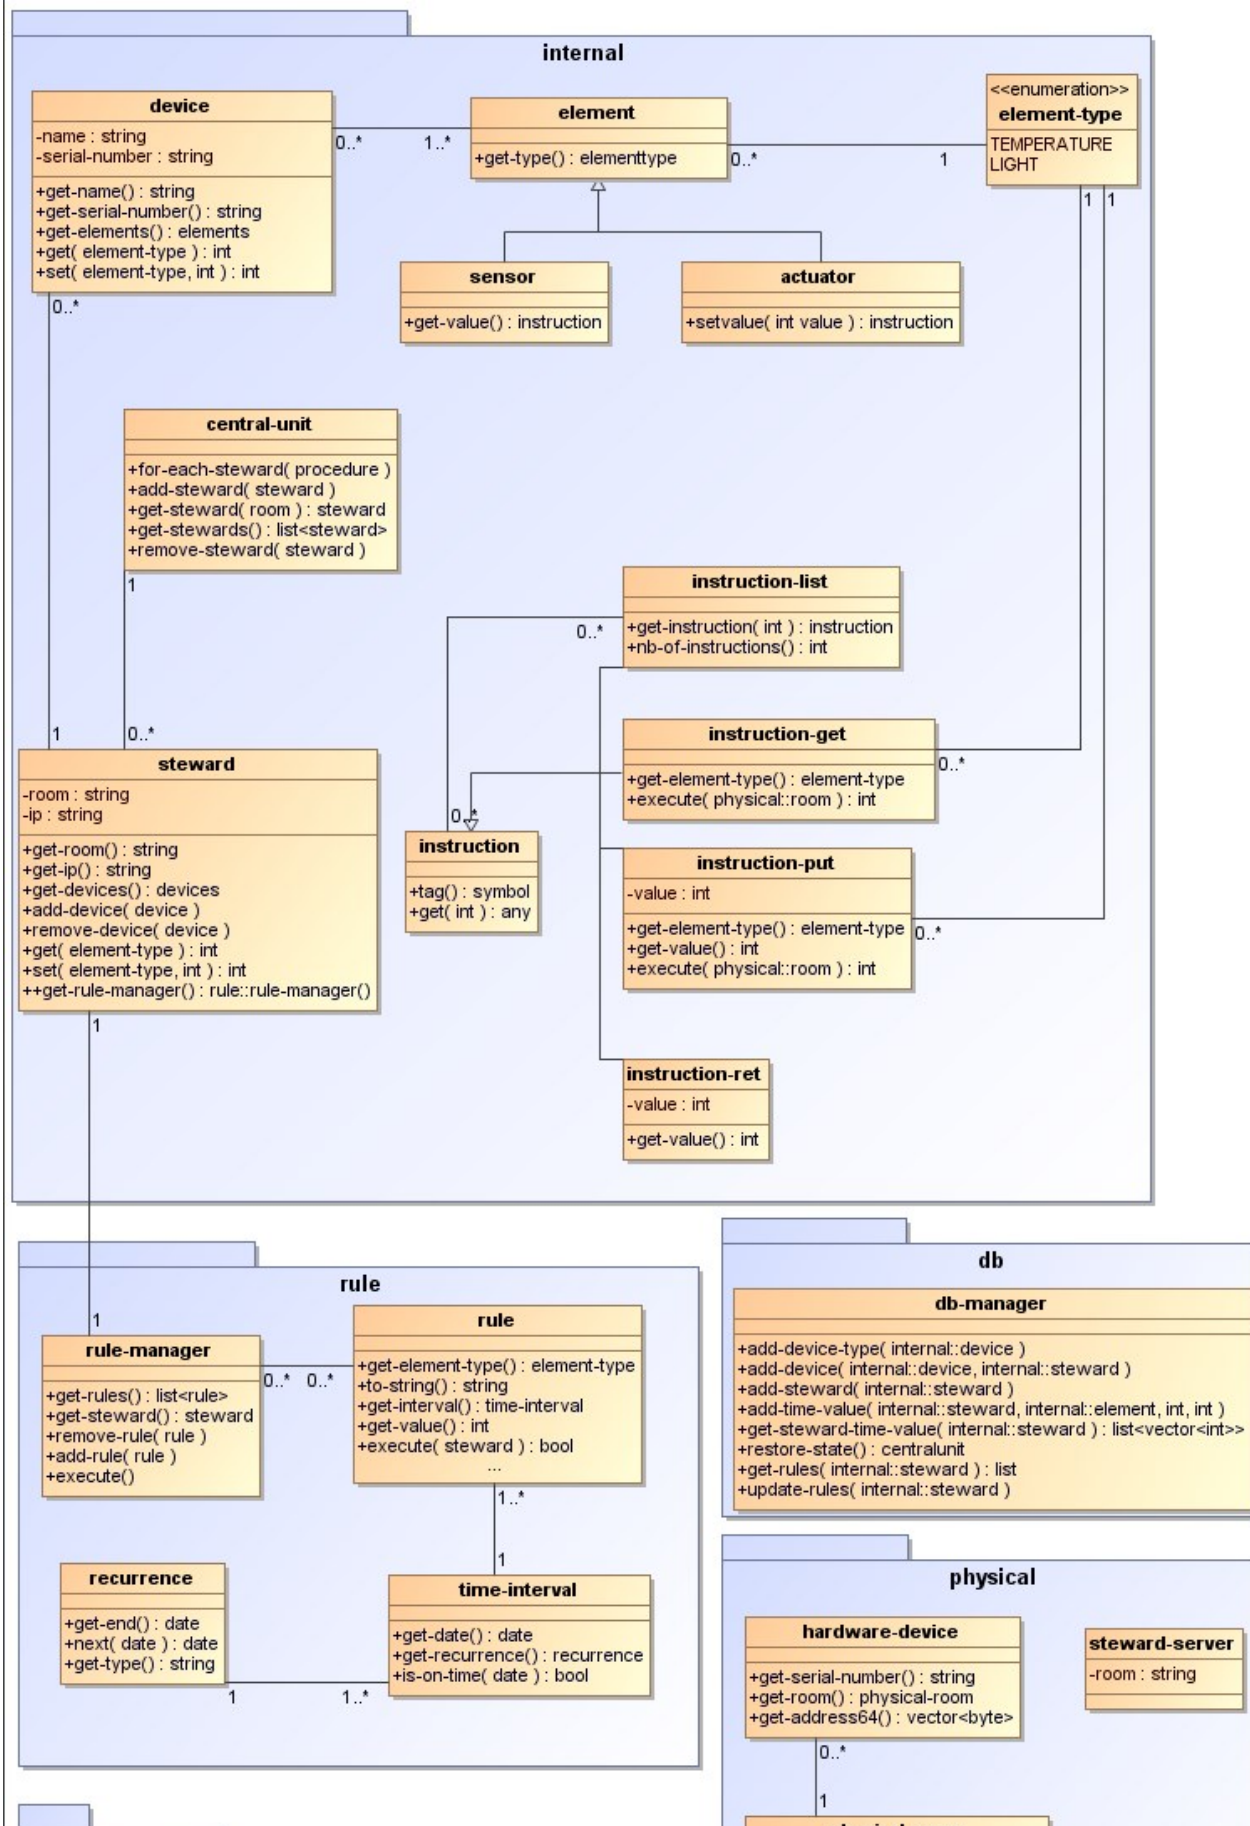 internal
device
-name : string
-serial-number : string
+get-name() : string
+get-serial-number() : string
+get-elements() : elements
+get( element-type ) : int
+set( element-type, int ) : int
0..*
1..*
element
+get-type() : elementtype
0..*
1
<<enumeration>>
element-type
TEMPERATURE
LIGHT
1
1
sensor
+get-value() : instruction
actuator
+setvalue( int value ) : instruction
0..*
central-unit
+for-each-steward( procedure )
+add-steward( steward )
+get-steward( room ) : steward
+get-stewards() : list<steward>
+remove-steward( steward )
1
instruction-list
+get-instruction( int ) : instruction
+nb-of-instructions() : int
0..*
1
0..*
steward
-room : string
-ip : string
+get-room() : string
+get-ip() : string
+get-devices() : devices
+add-device( device )
+remove-device( device )
+get( element-type ) : int
+set( element-type, int ) : int
++get-rule-manager() : rule::rule-manager()
1
instruction-get
+get-element-type() : element-type
+execute( physical::room ) : int
0..*
0..*
instruction
+tag() : symbol
+get( int ) : any
instruction-put
-value : int
+get-element-type() : element-type
+get-value() : int
+execute( physical::room ) : int
0..*
instruction-ret
-value : int
+get-value() : int
rule
1
rule-manager
+get-rules() : list<rule>
+get-steward() : steward
+remove-rule( rule )
+add-rule( rule )
+execute()
0..*
0..*
rule
+get-element-type() : element-type
+to-string() : string
+get-interval() : time-interval
+get-value() : int
+execute( steward ) : bool
...
1..*
1
recurrence
+get-end() : date
+next( date ) : date
+get-type() : string
1
1..*
time-interval
+get-date() : date
+get-recurrence() : recurrence
+is-on-time( date ) : bool
db
db-manager
+add-device-type( internal::device )
+add-device( internal::device, internal::steward )
+add-steward( internal::steward )
+add-time-value( internal::steward, internal::element, int, int )
+get-steward-time-value( internal::steward ) : list<vector<int>>
+restore-state() : centralunit
+get-rules( internal::steward ) : list
+update-rules( internal::steward )
physical
hardware-device
+get-serial-number() : string
+get-room() : physical-room
+get-address64() : vector<byte>
0..*
1
steward-server
-room : string